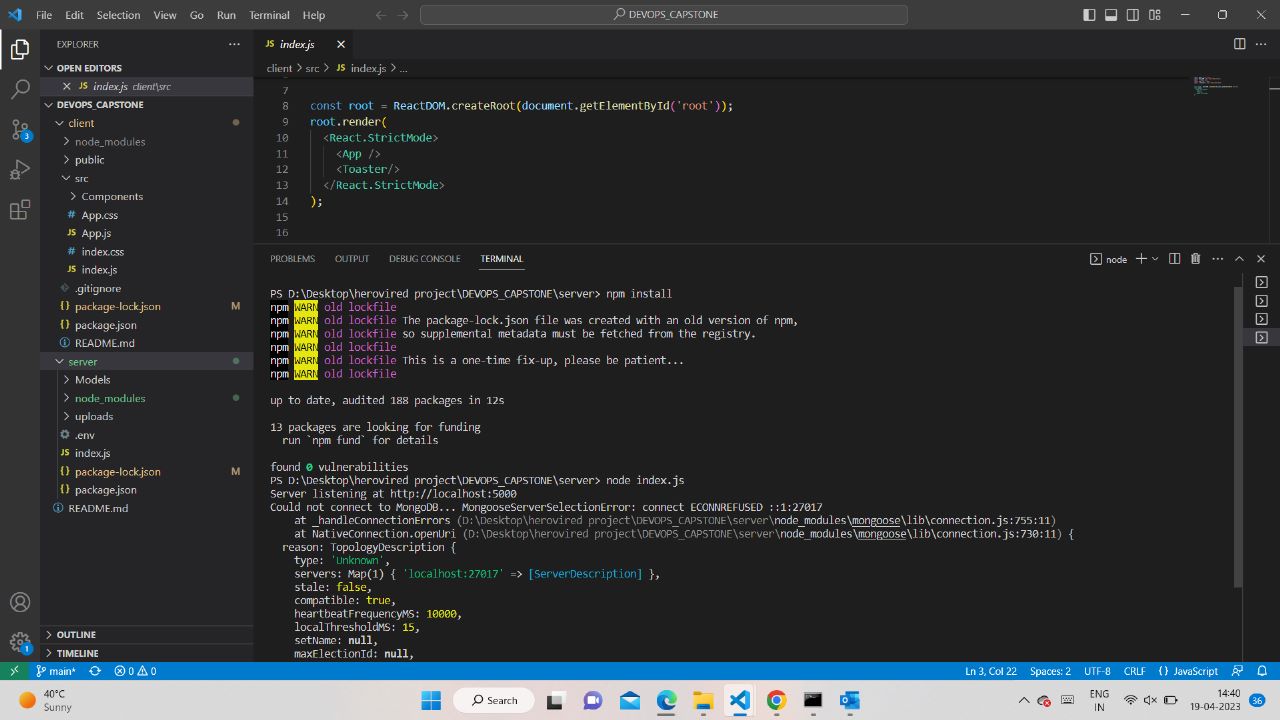 File Edit Selection View Go Run Terminal Help
DEVOPS_CAPSTONE
EXPLORER
OPEN EDITORS
JS index.js client\src
DEVOPS_CAPSTONE
client
node_modules
public
src
Components
# App.css
JS App.js
# index.css
JS index.js
.gitignore
{} package-lock.json M
{} package.json
README.md
server
Models
node_modules
uploads
.env
JS index.js
{} package-lock.json M
{} package.json
README.md
OUTLINE
TIMELINE
3
1
JS index.js
client > src > JS index.js > ...
7
8 const root = ReactDOM.createRoot(document.getElementById('root'));
9 root.render(
10 <React.StrictMode>
11 <App />
12 <Toaster/>
13 </React.StrictMode>
14 );
15
16
PROBLEMS OUTPUT DEBUG CONSOLE TERMINAL
node
PS D:\Desktop\herovired project\DEVOPS_CAPSTONE\server> npm install
npm WARN old lockfile
npm WARN old lockfile The package-lock.json file was created with an old version of npm,
npm WARN old lockfile so supplemental metadata must be fetched from the registry.
npm WARN old lockfile
npm WARN old lockfile This is a one-time fix-up, please be patient...
npm WARN old lockfile
up to date, audited 188 packages in 12s
13 packages are looking for funding
run `npm fund` for details
found 0 vulnerabilities
PS D:\Desktop\herovired project\DEVOPS_CAPSTONE\server> node index.js
Server listening at http://localhost:5000
Could not connect to MongoDB... MongooseServerSelectionError: connect ECONNREFUSED ::1:27017
at _handleConnectionErrors (D:\Desktop\herovired project\DEVOPS_CAPSTONE\server\node_modules\mongoose\lib\connection.js:755:11)
at NativeConnection.openUri (D:\Desktop\herovired project\DEVOPS_CAPSTONE\server\node_modules\mongoose\lib\connection.js:730:11) {
reason: TopologyDescription {
type: 'Unknown',
servers: Map(1) { 'localhost:27017' => [ServerDescription] },
stale: false,
compatible: true,
heartbeatFrequencyMS: 10000,
localThresholdMS: 15,
setName: null,
maxElectionId: null,
main* 0 0
Ln 3, Col 22 Spaces: 2 UTF-8 CRLF {} JavaScript
40°C
Sunny
Search
ENG
IN
14:40
19-04-2023
36